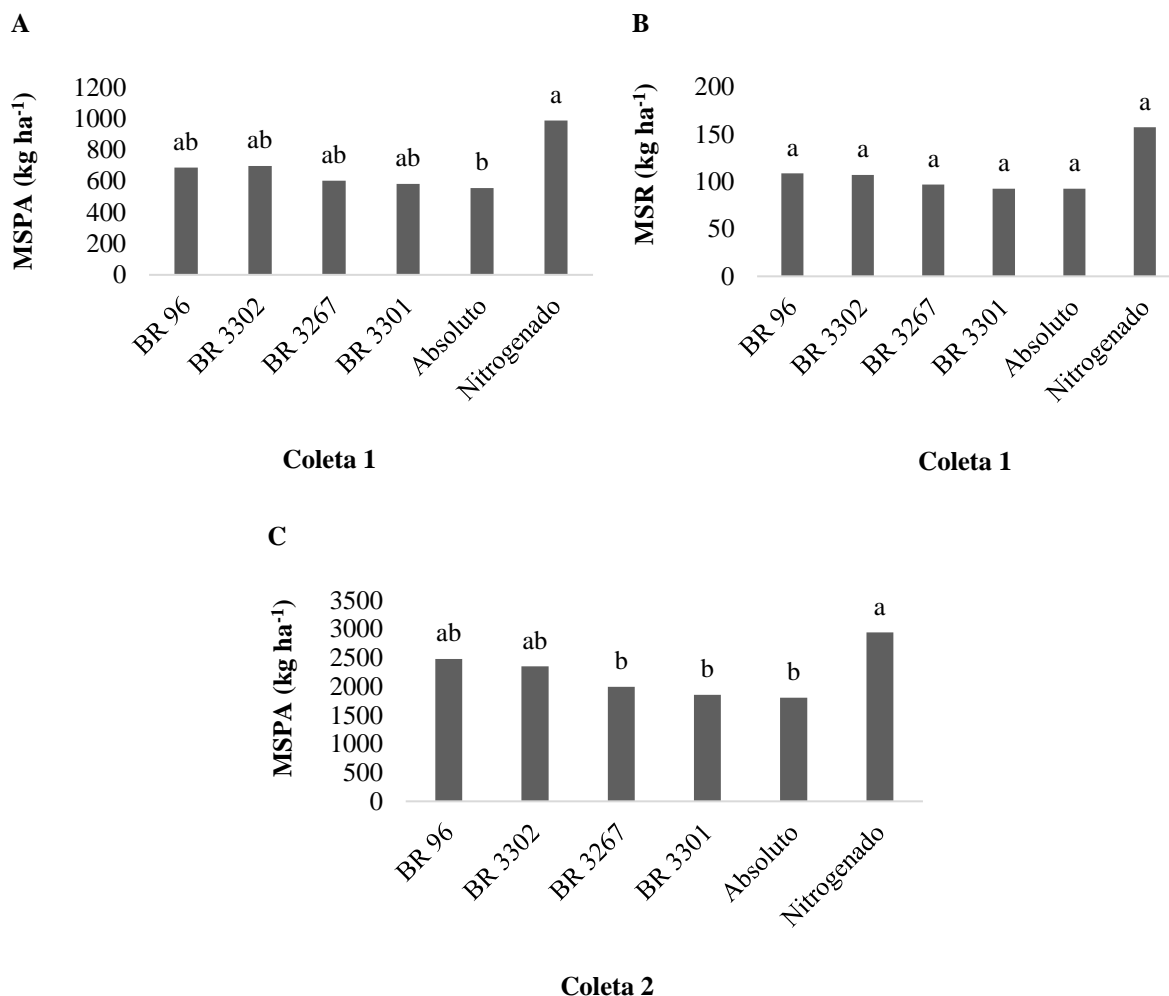 A
MSPA (kg ha⁻¹)
1200
1000
800
600
400
200
0
ab
ab
ab
ab
b
a
BR 96
BR 3302
BR 3267
BR 3301
Absoluto
Nitrogenado
Coleta 1
B
MSR (kg ha⁻¹)
200
150
100
50
0
a
a
a
a
a
a
BR 96
BR 3302
BR 3267
BR 3301
Absoluto
Nitrogenado
Coleta 1
C
MSPA (kg ha⁻¹)
3500
3000
2500
2000
1500
1000
500
0
ab
ab
b
b
b
a
BR 96
BR 3302
BR 3267
BR 3301
Absoluto
Nitrogenado
Coleta 2